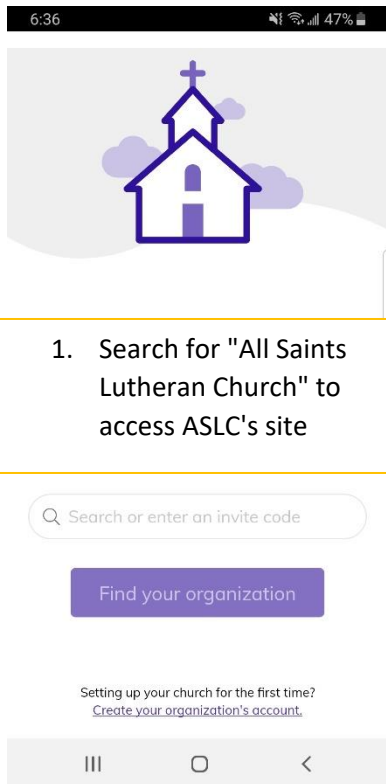 6:36 47%
1. Search for "All Saints
Lutheran Church" to
access ASLC's site
Search or enter an invite code
Find your organization
Setting up your church for the first time?
Create your organization's account.